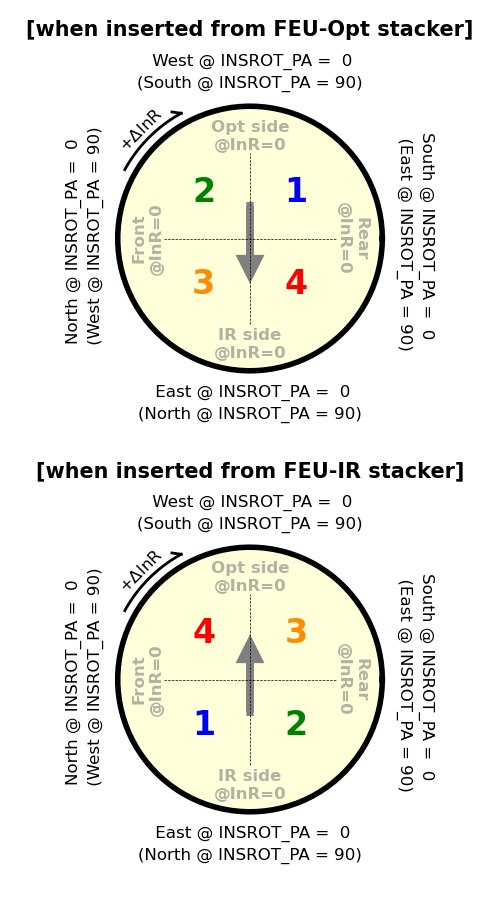 [when inserted from FEU-Opt stacker]
West @ INSROT_PA =  0
(South @ INSROT_PA = 90)
+ΔInR
Opt side
@InR=0
North @ INSROT_PA =  0
(West @ INSROT_PA = 90)
Front
@InR=0
2
1
3
4
Rear
@InR=0
South @ INSROT_PA =  0
(East @ INSROT_PA = 90)
IR side
@InR=0
East @ INSROT_PA =  0
(North @ INSROT_PA = 90)
[when inserted from FEU-IR stacker]
West @ INSROT_PA =  0
(South @ INSROT_PA = 90)
+ΔInR
Opt side
@InR=0
North @ INSROT_PA =  0
(West @ INSROT_PA = 90)
Front
@InR=0
4
3
1
2
Rear
@InR=0
South @ INSROT_PA =  0
(East @ INSROT_PA = 90)
IR side
@InR=0
East @ INSROT_PA =  0
(North @ INSROT_PA = 90)